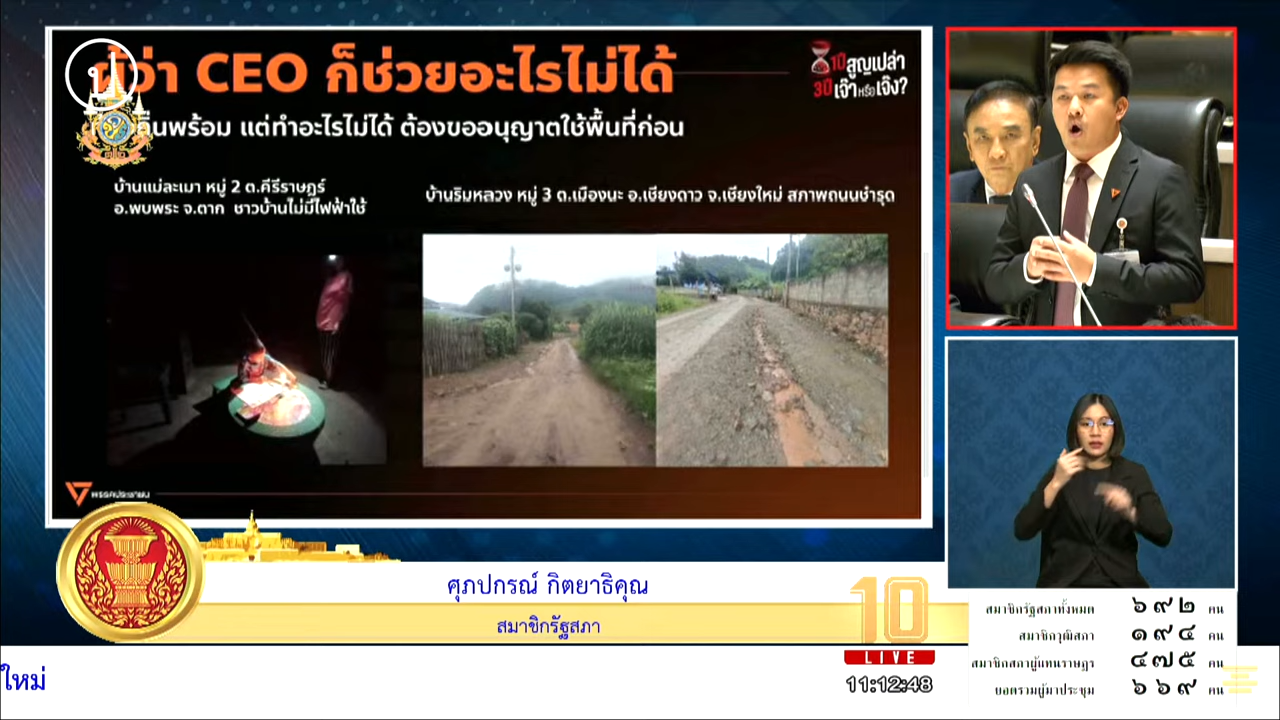 ผู้ว่า CEO ก็ช่วยอะไรไม่ได้
10ปีสูญเปล่า
3ปีเจ๊าหรือเจ๊ง?
พร้อม แต่ทำอะไรไม่ได้ ต้องขออนุญาตใช้พื้นที่ก่อน
บ้านแม่ละเมา หมู่ 2 ต.คีรีราษฎร์
อ.พบพระ จ.ตาก ชาวบ้านไม่มีไฟฟ้าใช้
บ้านริมหลวง หมู่ 3 ต.เมืองนะ อ.เชียงดาว จ.เชียงใหม่ สภาพถนนชำรุด
พรรคประชาชน
ศุภปกรณ์ กิตยาธิคุณ
สมาชิกรัฐสภา
10
LIVE
11:12:48
สมาชิกรัฐสภาทั้งหมด ๖๙๒ คน
สมาชิกวุฒิสภา ๑๙๔ คน
สมาชิกสภาผู้แทนราษฎร ๔๗๕ คน
ยอดรวมผู้มาประชุม ๖๖๙ คน
ใหม่